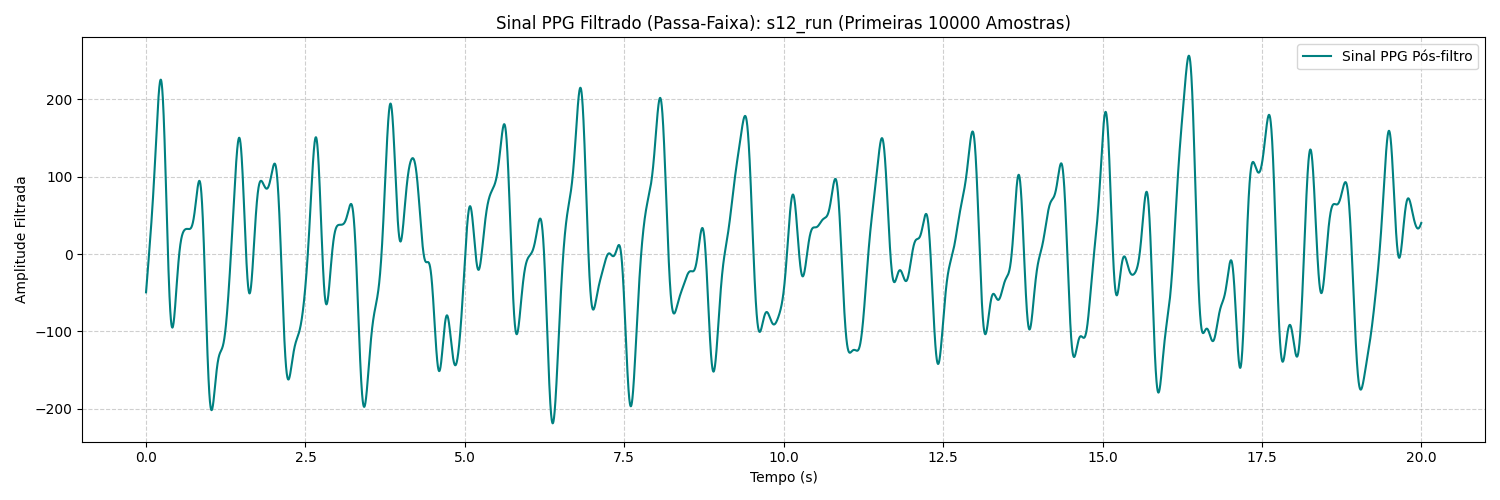 Sinal PPG Filtrado (Passa-Faixa): s12_run (Primeiras 10000 Amostras)
Sinal PPG Pós-filtro
Amplitude Filtrada
200
100
0
−100
−200
0.0 2.5 5.0 7.5 10.0 12.5 15.0 17.5 20.0
Tempo (s)